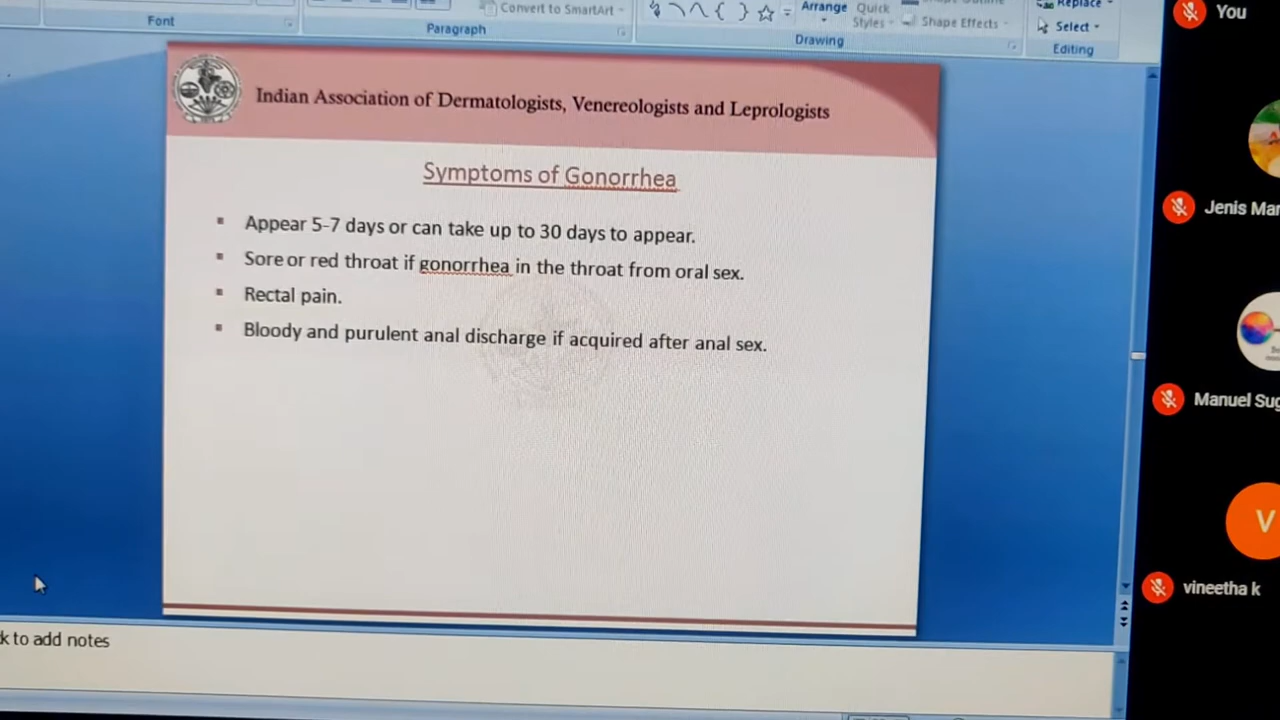 Convert to SmartArt
Arrange
Quick
Styles
Shape Effects
Replace
Select
Font
Paragraph
Drawing
Editing
You
Indian Association of Dermatologists, Venereologists and Leprologists
Symptoms of Gonorrhea
Appear 5-7 days or can take up to 30 days to appear.
Sore or red throat if gonorrhea in the throat from oral sex.
Rectal pain.
Bloody and purulent anal discharge if acquired after anal sex.
Jenis Mar
Manuel Sug
V
vineetha k
k to add notes